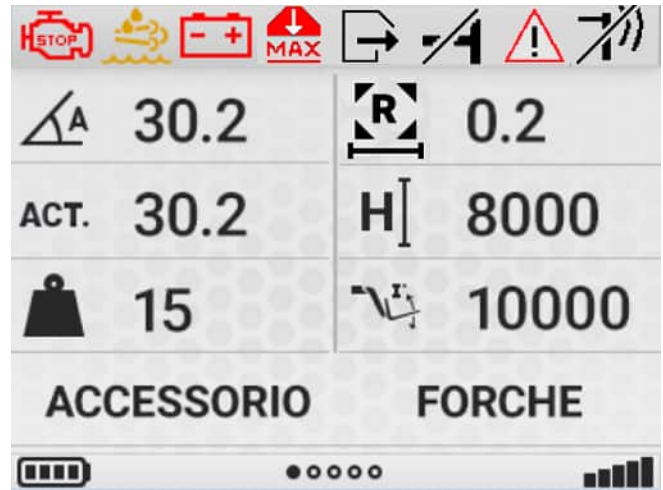 STOP
MAX
A 30.2 R 0.2
ACT. 30.2 H 8000
15 10000
ACCESSORIO FORCHE